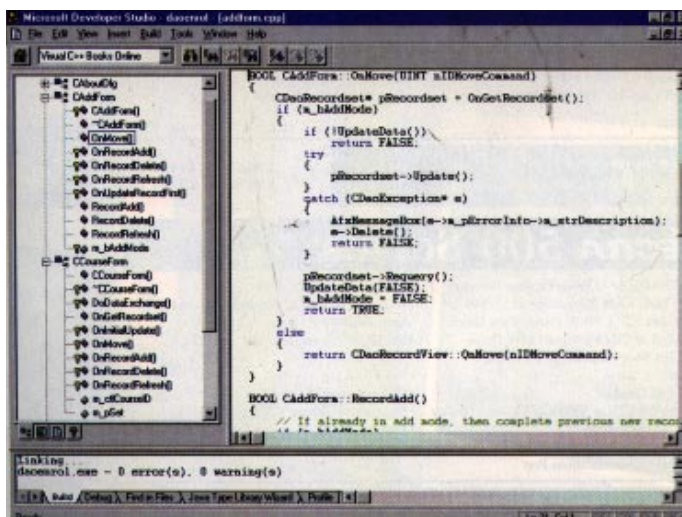 Microsoft Developer Studio - daoenrol - [addform.cpp]
File Edit View Insert Build Tools Window Help
Visual C++ Books Online
CAboutDlg
CAddForm
CAddForm()
~CAddForm()
OnMove()
OnRecordAdd()
OnRecordDelete()
OnRecordRefresh()
OnUpdateRecordFirst()
RecordAdd()
RecordDelete()
RecordRefresh()
m_bAddMode
CCourseForm
CCourseForm()
~CCourseForm()
DoDataExchange()
OnGetRecordset()
OnInitialUpdate()
OnMove()
OnRecordAdd()
OnRecordDelete()
OnRecordRefresh()
m_ctlCourseID
m_pSet
BOOL CAddForm::OnMove(UINT nIDMoveCommand)
{
CDaoRecordset* pRecordset = OnGetRecordset();
if (m_bAddMode)
{
if (!UpdateData())
return FALSE;
try
{
pRecordset->Update();
}
catch (CDaoException* e)
{
AfxMessageBox(e->m_pErrorInfo->m_strDescription);
e->Delete();
return FALSE;
}
pRecordset->Requery();
UpdateData(FALSE);
m_bAddMode = FALSE;
return TRUE;
}
else
{
return CDaoRecordView::OnMove(nIDMoveCommand);
}
}
BOOL CAddForm::RecordAdd()
{
// If already in add mode, then complete previous new recor
Linking...
daoenrol.exe - 0 error(s), 0 warning(s)
Build Debug Find in Files Java Type Library Wizard Profile
Ready